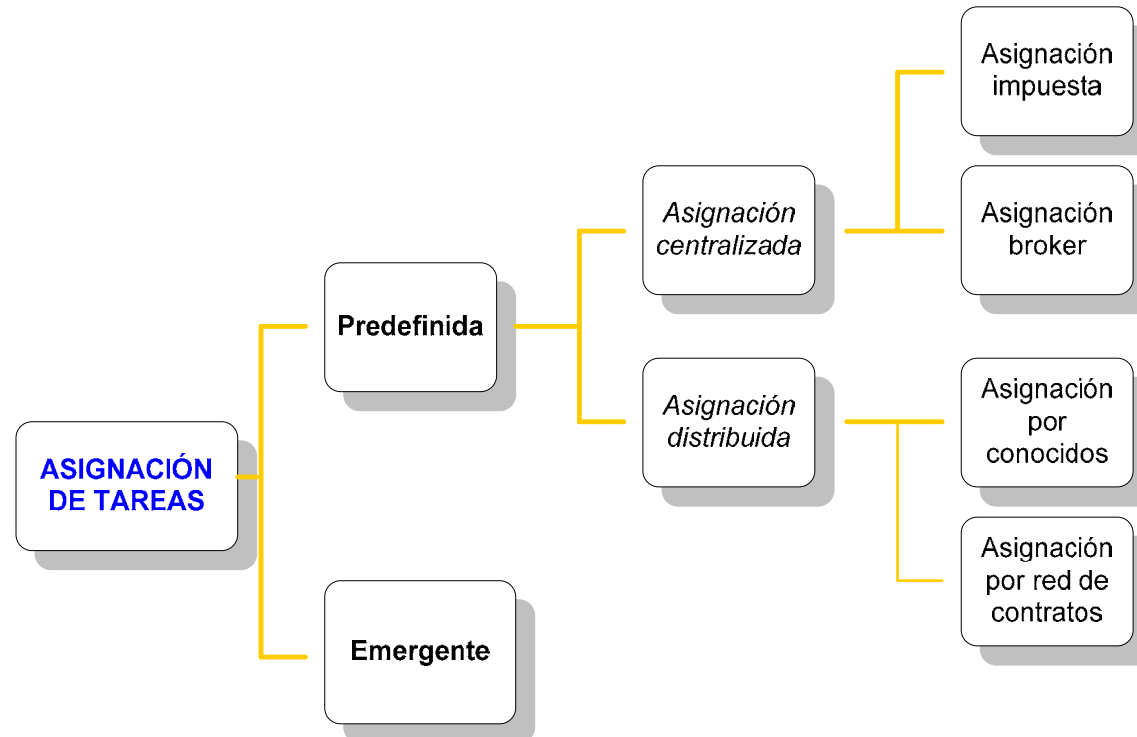 ASIGNACIÓN
DE TAREAS
Predefinida
Emergente
Asignación
centralizada
Asignación
distribuida
Asignación
impuesta
Asignación
broker
Asignación
por
conocidos
Asignación
por red de
contratos